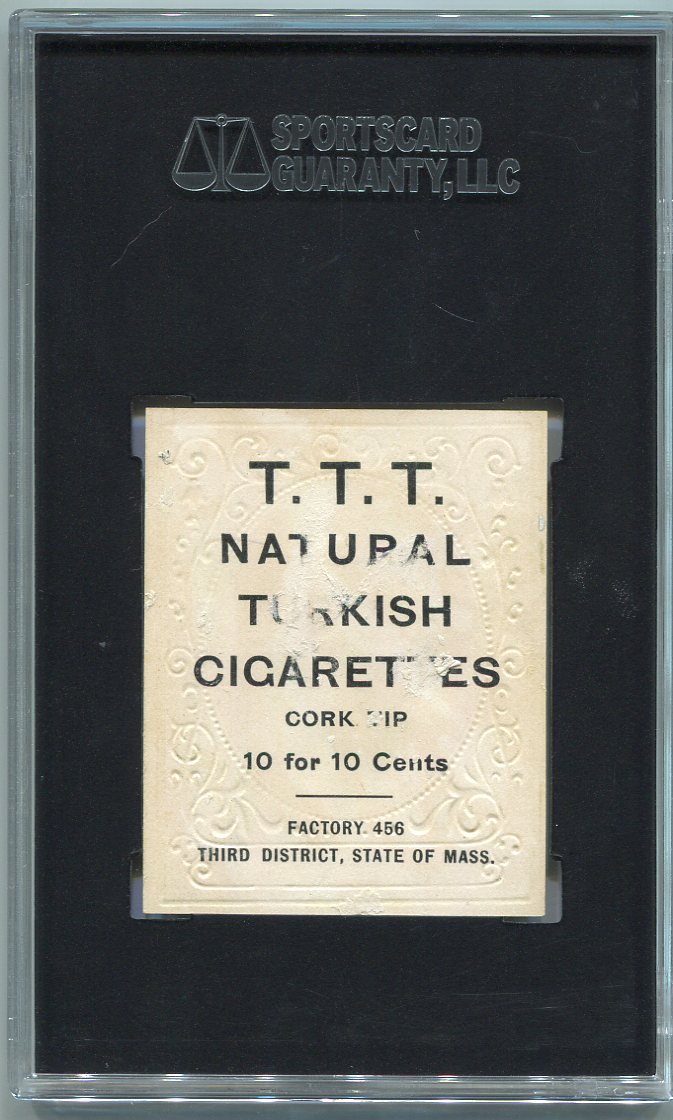 SPORTSCARD
GUARANTY, LLC
T. T. T.
NATURAL
TURKISH
CIGARETTES
CORK TIP
10 for 10 Cents
FACTORY 456
THIRD DISTRICT, STATE OF MASS.